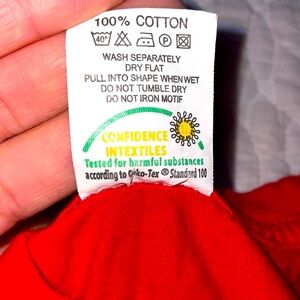 100% COTTON
40°
WASH SEPARATELY
DRY FLAT
PULL INTO SHAPE WHEN WET
DO NOT TUMBLE DRY
DO NOT IRON MOTIF
CONFIDENCE
IN TEXTILES
Tested for harmful substances
according to Oeko-Tex ® Standard 100